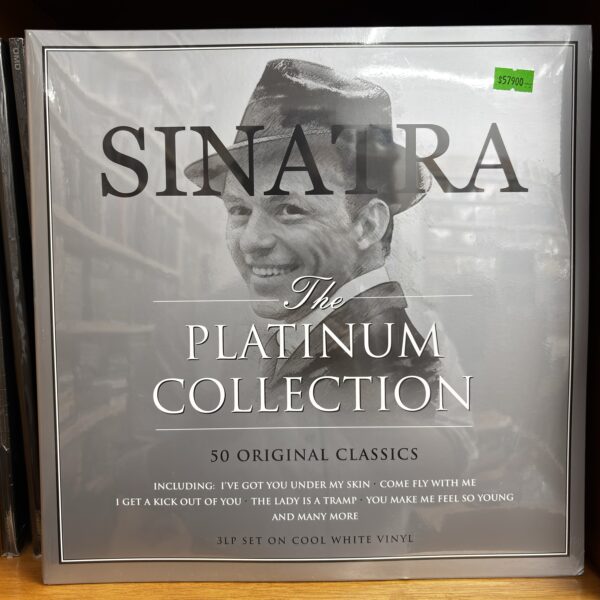 $57900
SINATRA
The
PLATINUM
COLLECTION
50 ORIGINAL CLASSICS
INCLUDING: I'VE GOT YOU UNDER MY SKIN · COME FLY WITH ME
I GET A KICK OUT OF YOU · THE LADY IS A TRAMP · YOU MAKE ME FEEL SO YOUNG
AND MANY MORE
3LP SET ON COOL WHITE VINYL